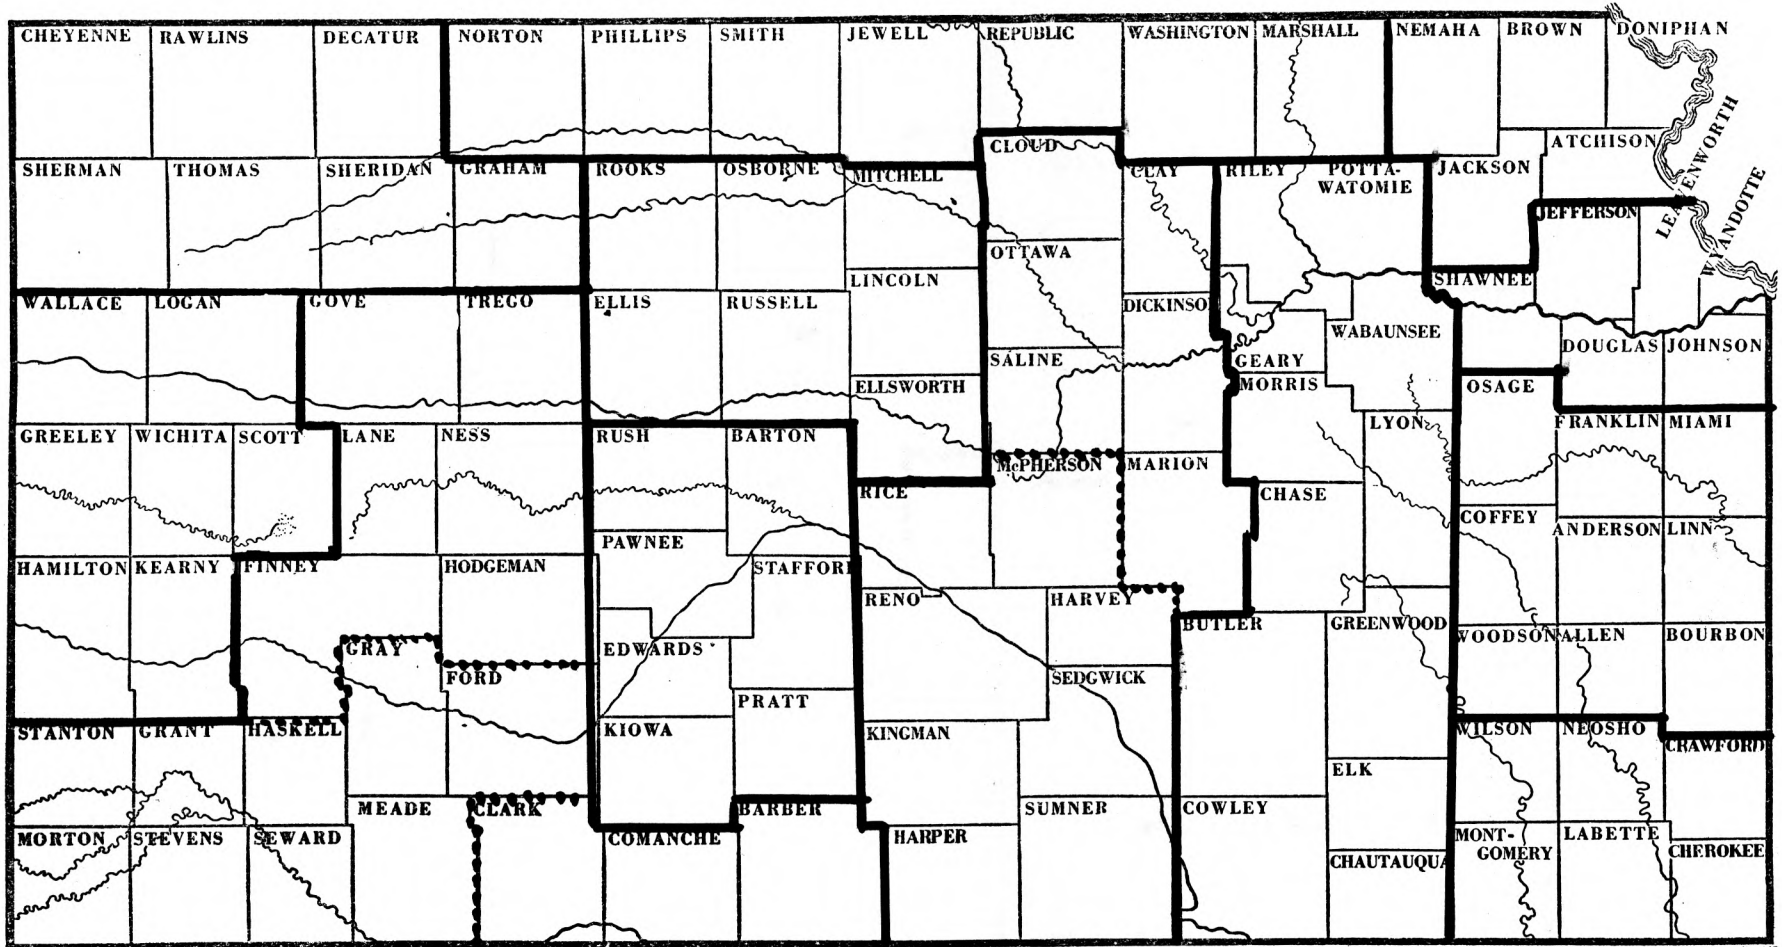 CHEYENNE RAWLINS DECATUR NORTON PHILLIPS SMITH JEWELL REPUBLIC WASHINGTON MARSHALL NEMAHA BROWN DONIPHAN
SHERMAN THOMAS SHERIDAN GRAHAM ROOKS OSBORNE MITCHELL CLOUD CLAY RILEY POTTA-
WATOMIE JACKSON ATCHISON
JEFFERSON LEAVENWORTH
WYANDOTTE
OTTAWA
LINCOLN
WALLACE LOGAN GOVE TREGO ELLIS RUSSELL DICKINSO SHAWNEE
WABAUNSEE DOUGLAS JOHNSON
SALINE GEARY
ELLSWORTH MORRIS OSAGE
GREELEY WICHITA SCOTT LANE NESS RUSH BARTON LYON FRANKLIN MIAMI
McPHERSON MARION
RICE CHASE
COFFEY ANDERSON LINN
PAWNEE
HAMILTON KEARNY FINNEY HODGEMAN STAFFORD
RENO HARVEY
BUTLER GREENWOOD WOODSON ALLEN BOURBON
GRAY EDWARDS
FORD SEDGWICK
PRATT
STANTON GRANT HASKELL KIOWA KINGMAN WILSON NEOSHO
CRAWFORD
ELK
MEADE CLARK BARBER SUMNER COWLEY
MORTON STEVENS SEWARD COMANCHE HARPER MONT-
GOMERY LABETTE
CHAUTAUQUA CHEROKEE